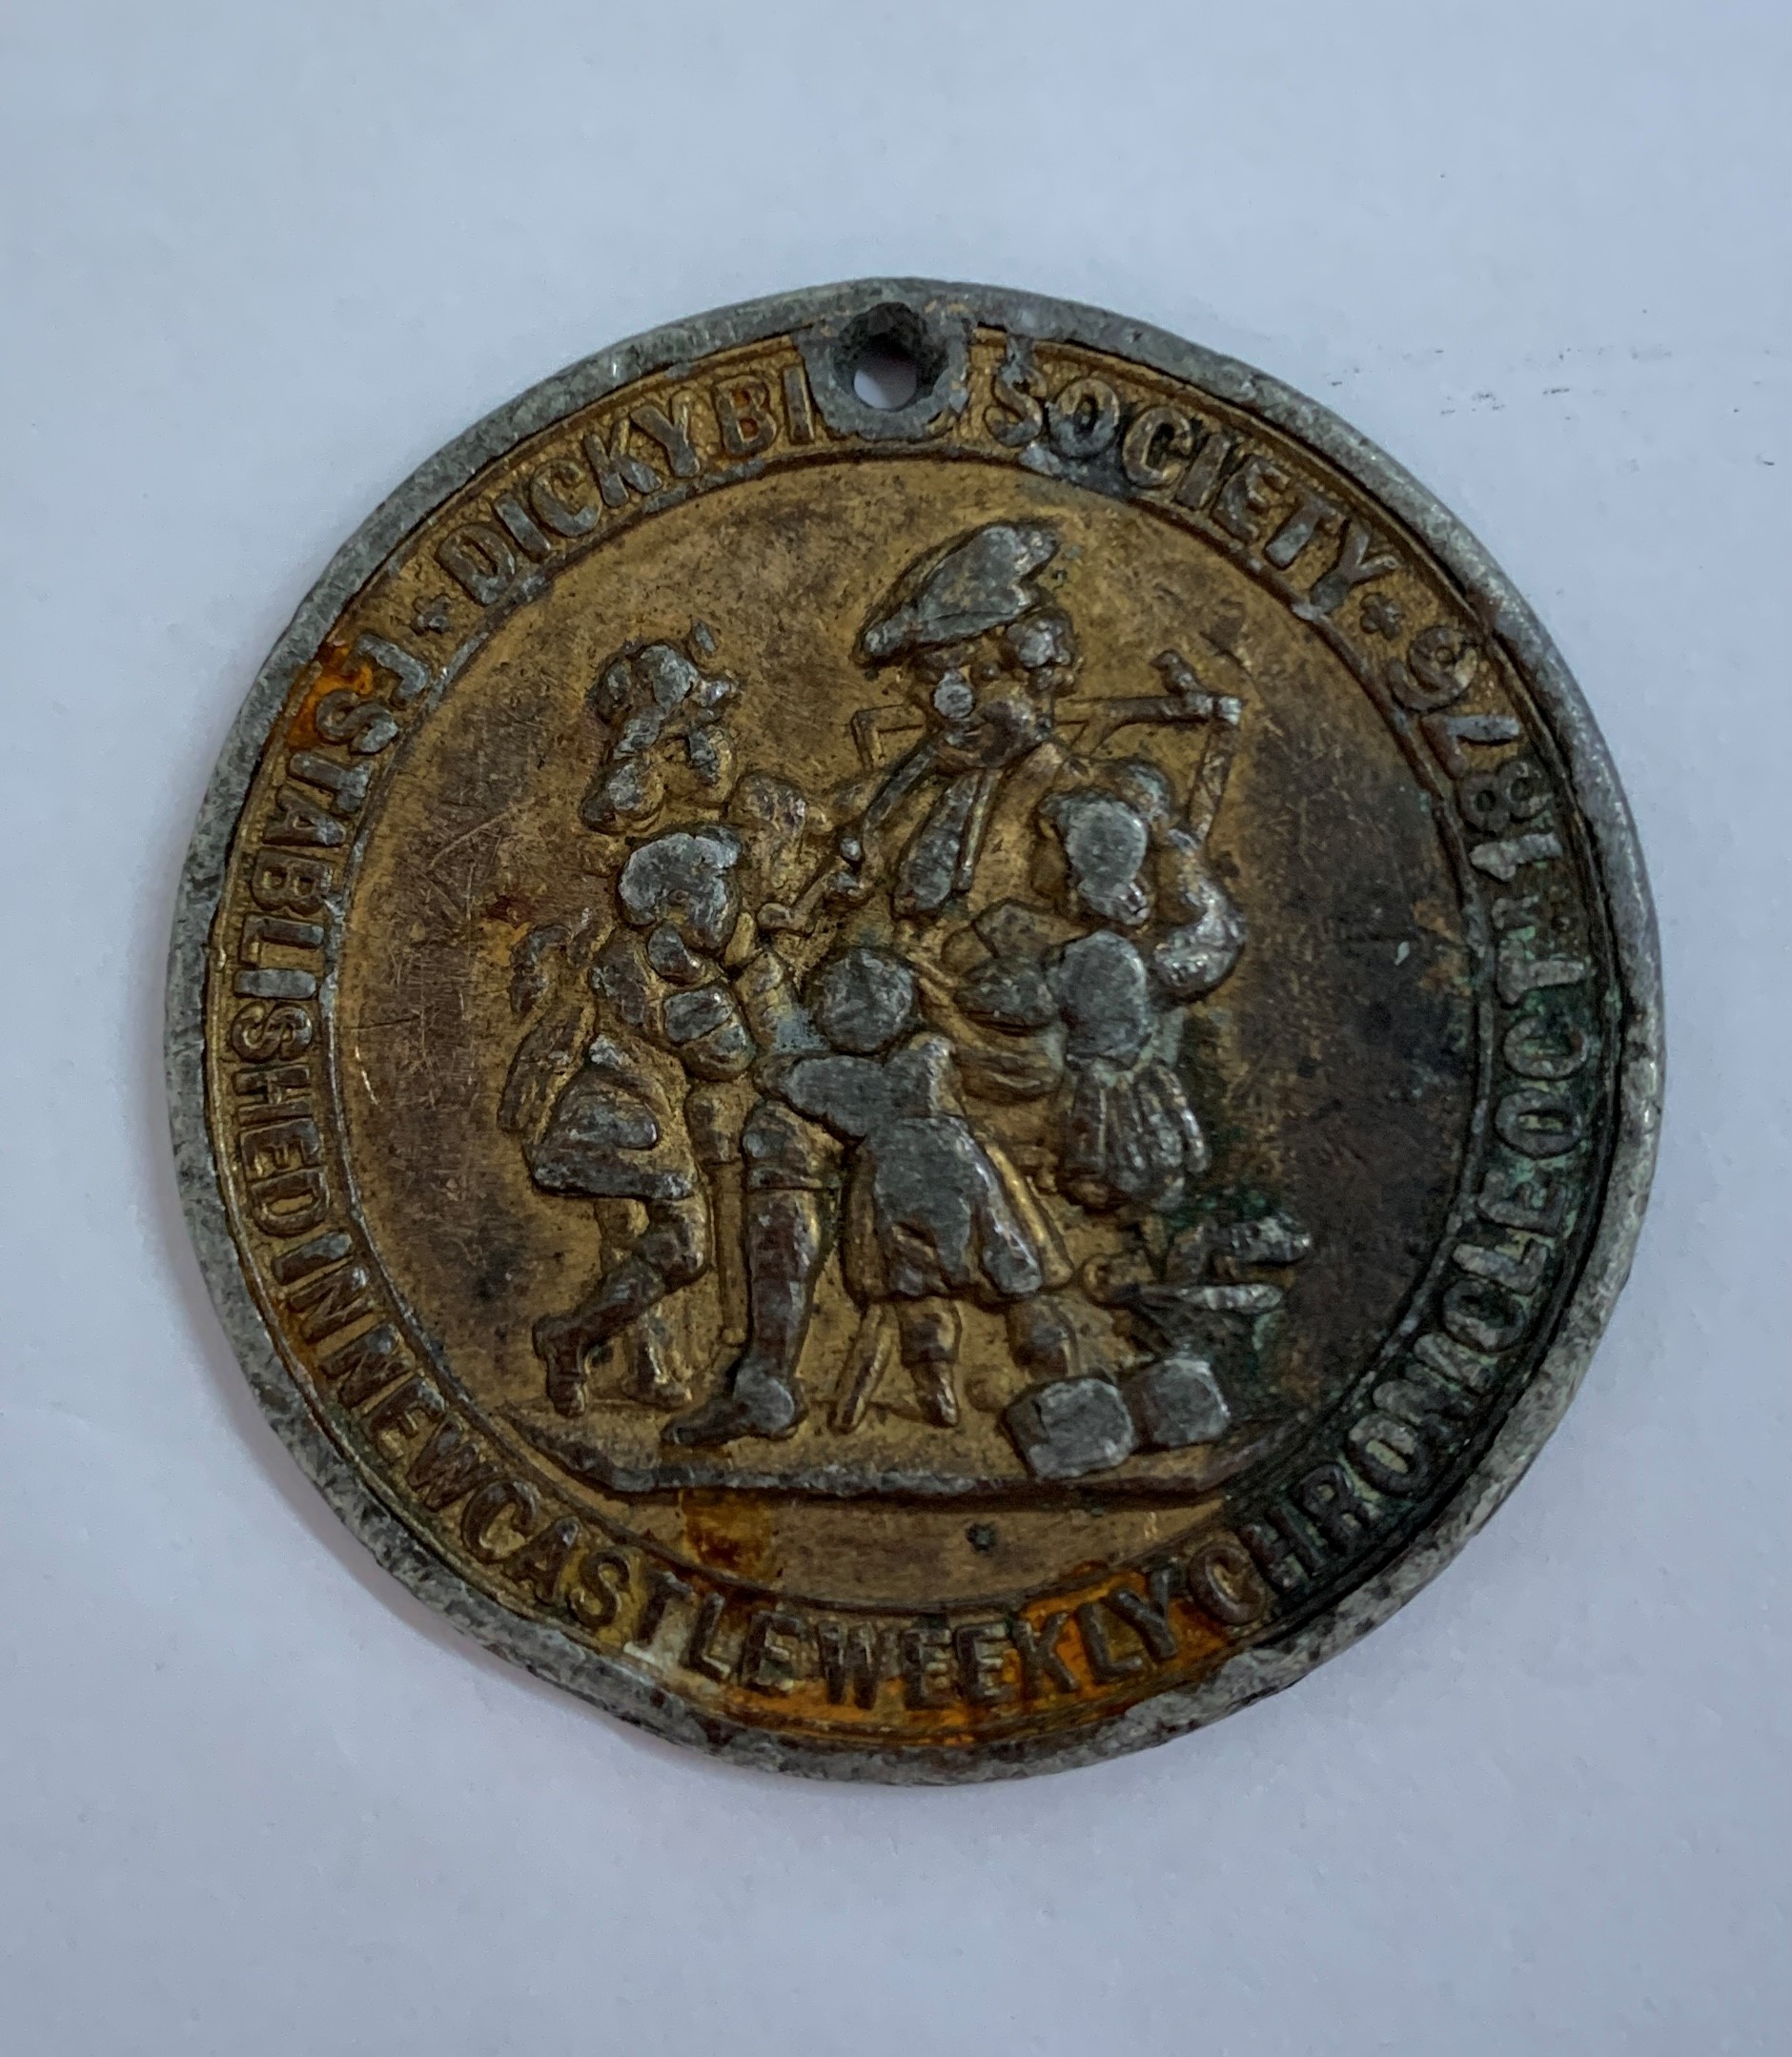 DICKY BI SOCIETY
ESTABLISHED IN NEWCASTLE WEEKLY CHRONICLE OCT. 1876